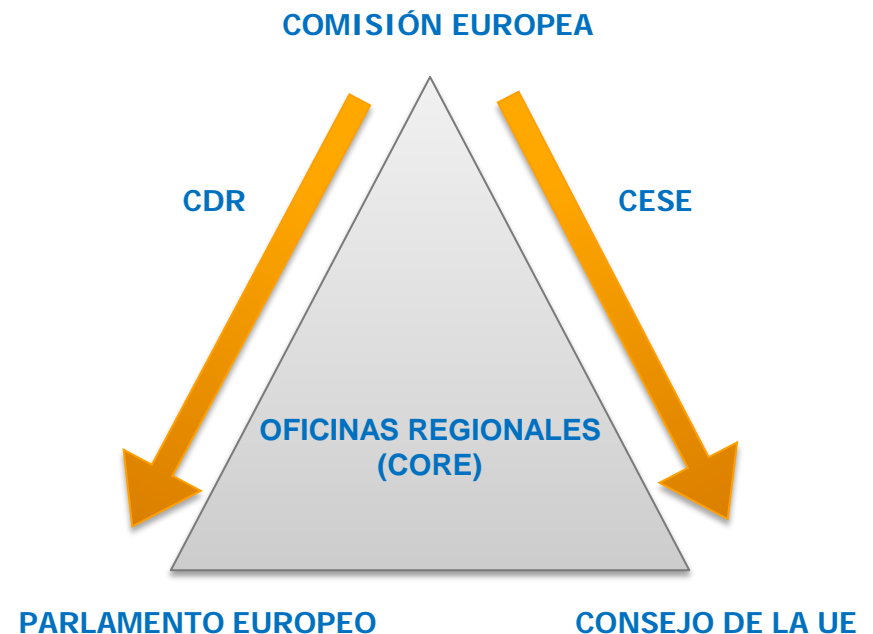 COMISIÓN EUROPEA
CDR
CESE
OFICINAS REGIONALES
(CORE)
PARLAMENTO EUROPEO
CONSEJO DE LA UE